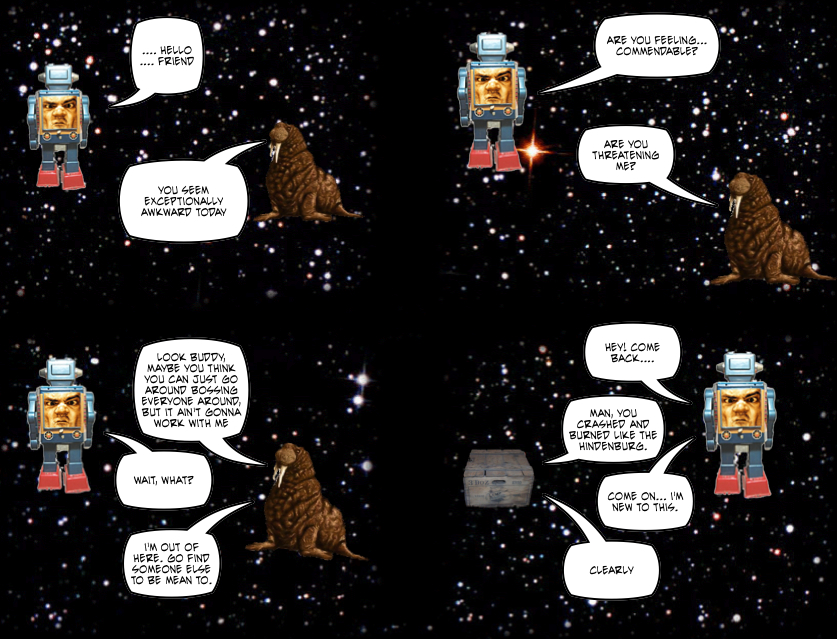 .... HELLO
.... FRIEND
YOU SEEM
EXCEPTIONALLY
AWKWARD TODAY
ARE YOU FEELING...
COMMENDABLE?
ARE YOU
THREATENING
ME?
LOOK BUDDY,
MAYBE YOU THINK
YOU CAN JUST GO
AROUND BOSSING
EVERYONE AROUND,
BUT IT AIN'T GONNA
WORK WITH ME
WAIT, WHAT?
I'M OUT OF
HERE. GO FIND
SOMEONE ELSE
TO BE MEAN TO.
HEY! COME
BACK....
MAN, YOU
CRASHED AND
BURNED LIKE THE
HINDENBURG.
COME ON... I'M
NEW TO THIS.
CLEARLY